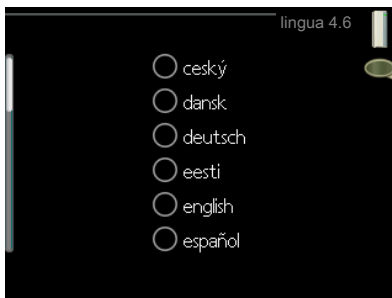 lingua 4.6
ceský
dansk
deutsch
eesti
english
español